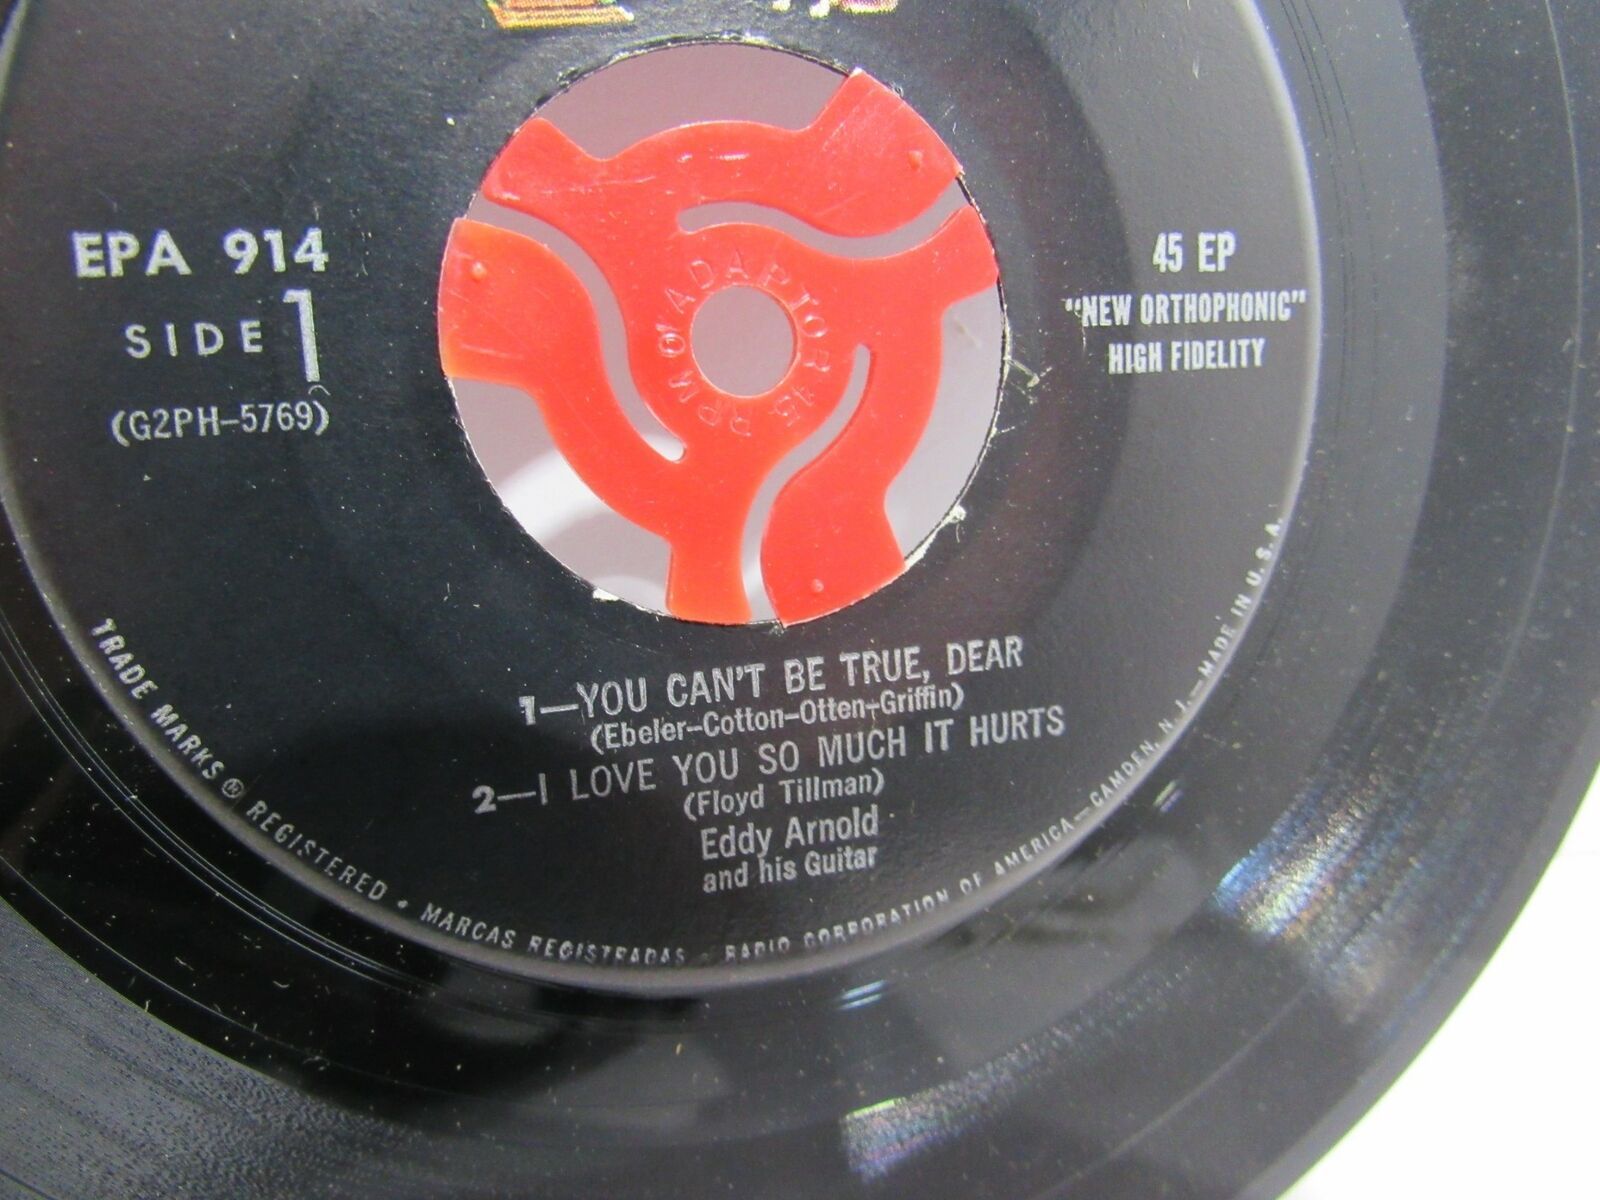 EPA 914
SIDE 1
(G2PH-5769)
45 EP
"NEW ORTHOPHONIC"
HIGH FIDELITY
45 RPM ADAPTOR
1—YOU CAN'T BE TRUE, DEAR
(Ebeler-Cotton-Otten-Griffin)
2—I LOVE YOU SO MUCH IT HURTS
(Floyd Tillman)
Eddy Arnold
and his Guitar
TRADE MARKS ® REGISTERED • MARCAS REGISTRADAS • RADIO CORPORATION OF AMERICA—CAMDEN, N. J.—MADE IN U.S.A.